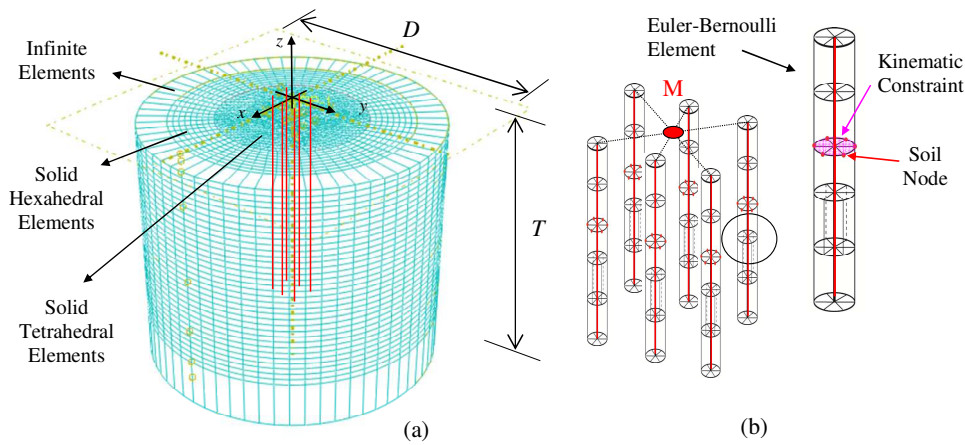 Infinite
Elements
Solid
Hexahedral
Elements
Solid
Tetrahedral
Elements
z
x
y
D
T
(a)
Euler-Bernoulli
Element
M
Kinematic
Constraint
Soil
Node
(b)